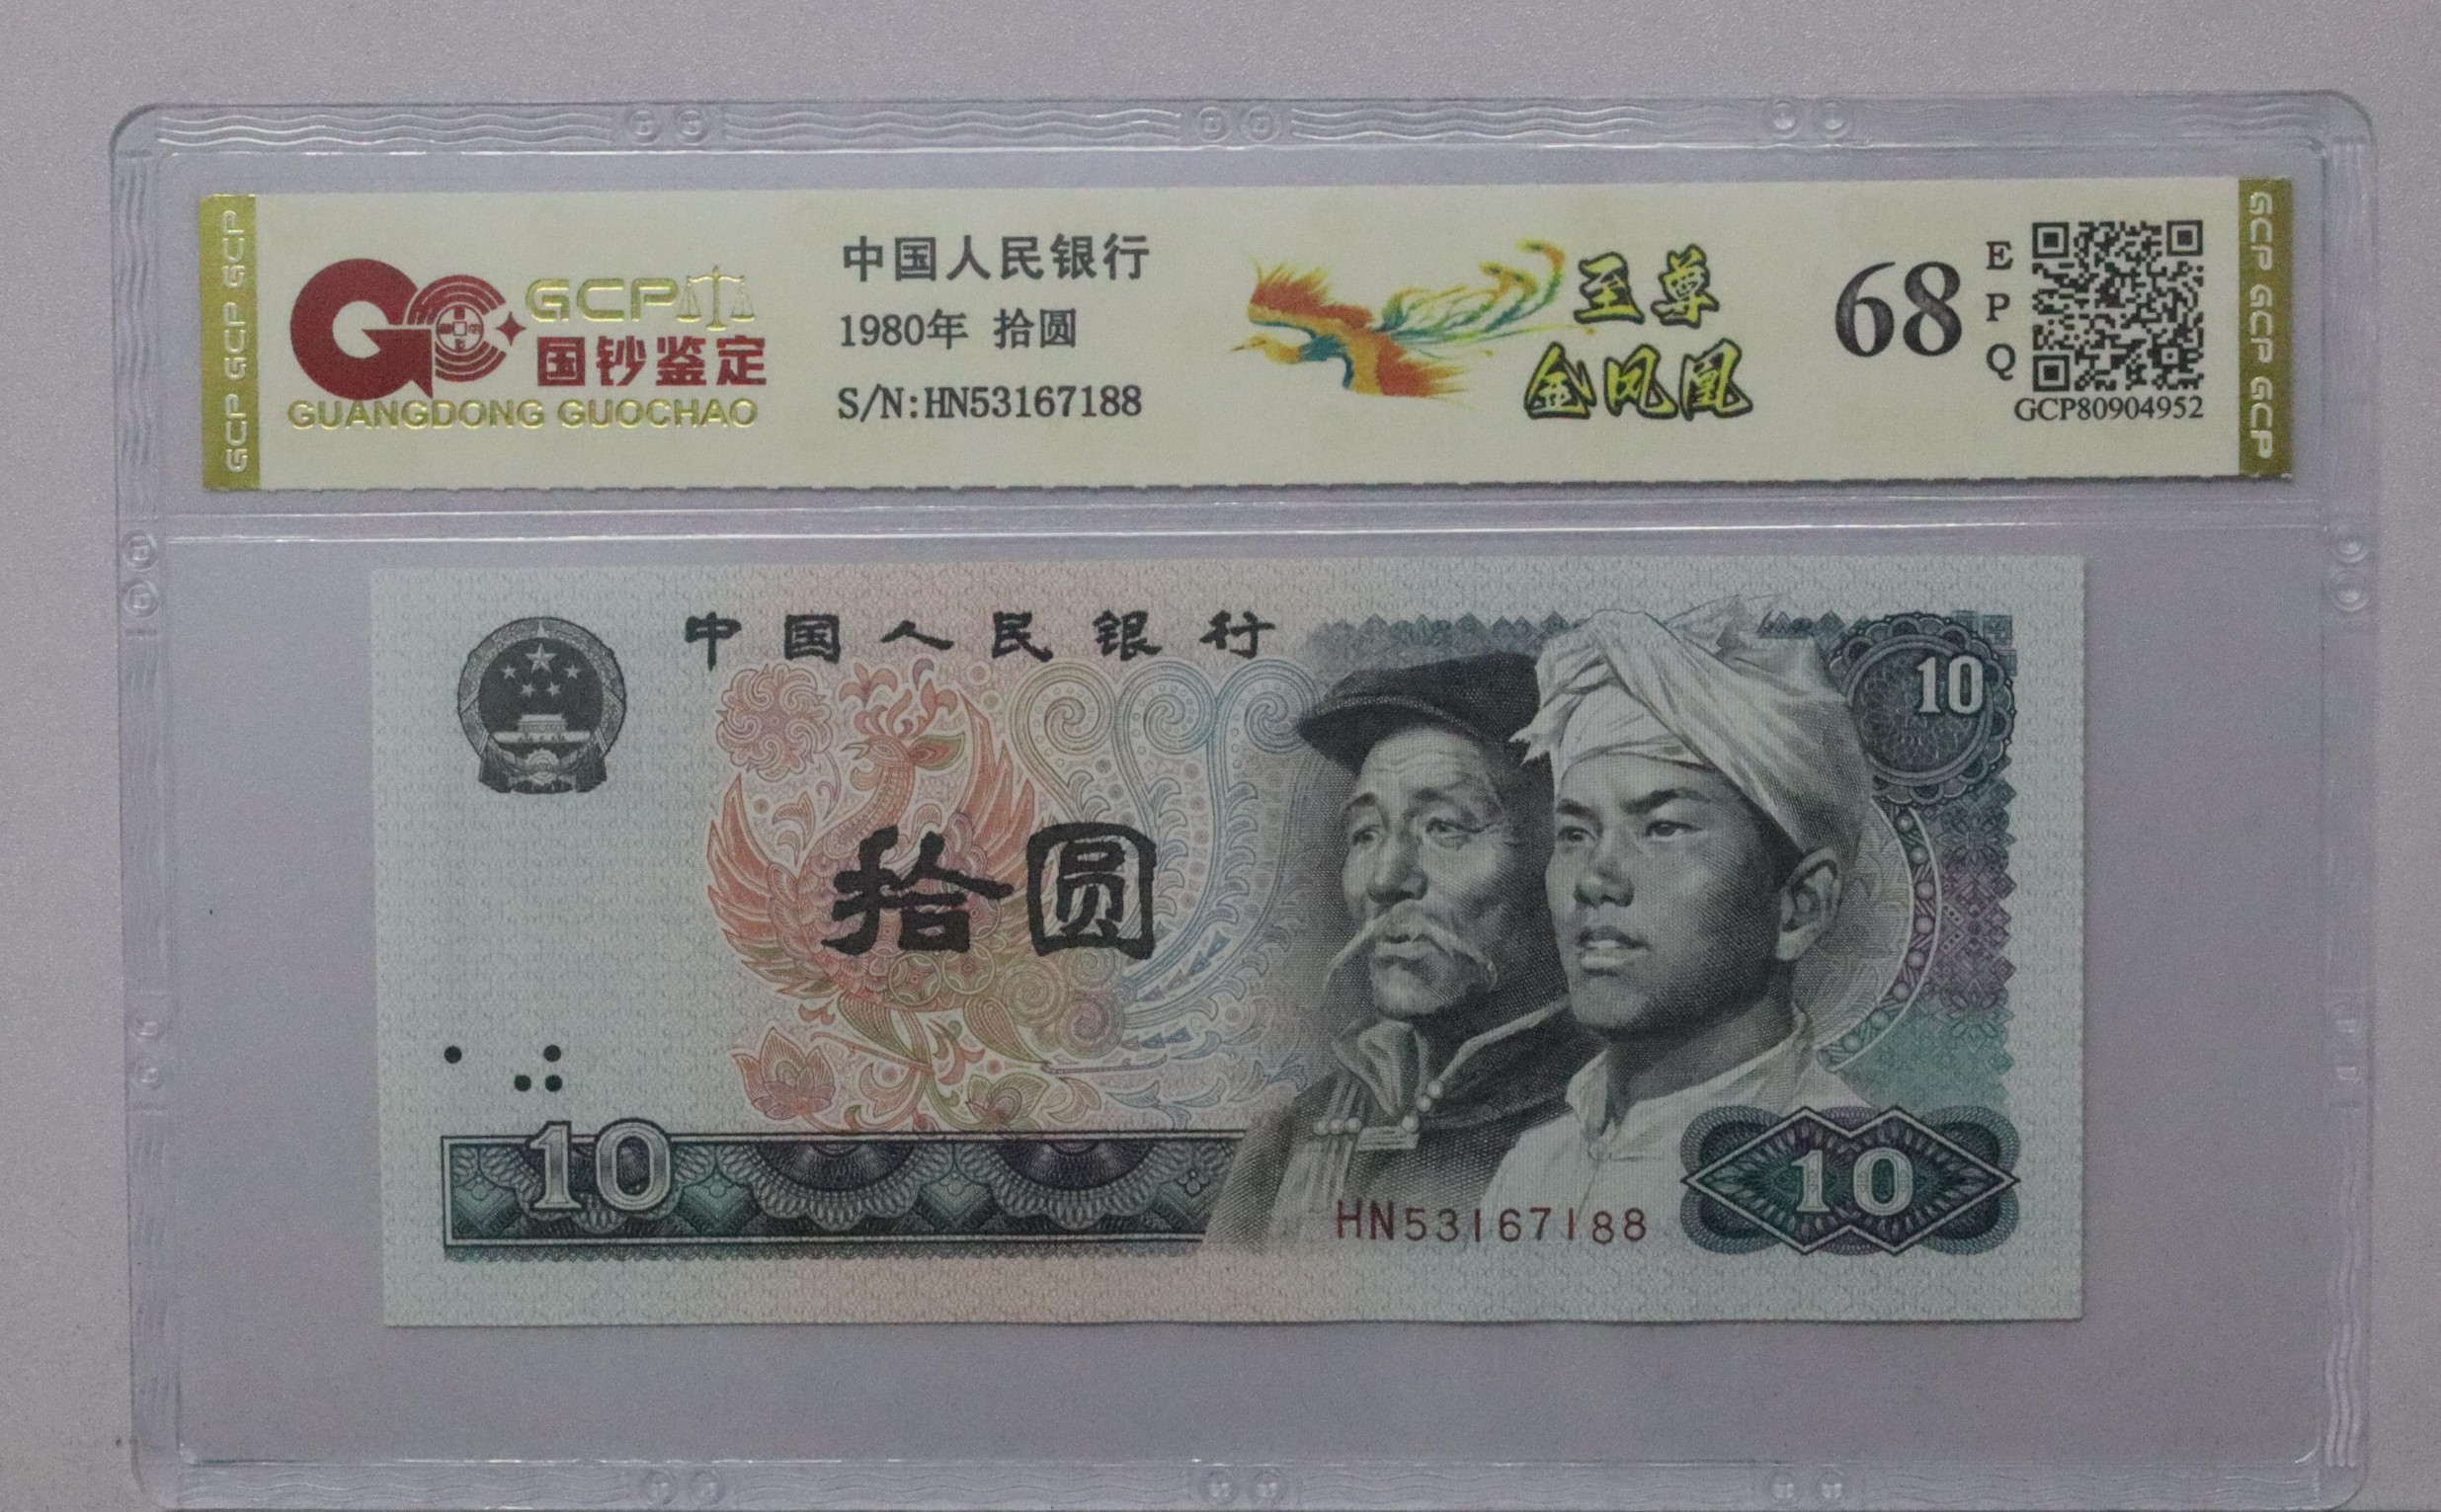 GCP GCP GCP
GCP
国钞鉴定
GUANGDONG GUOCHAO
中国人民银行
1980年 拾圆
S/N:HN53167188
至尊
金凤凰
68
E
P
Q
GCP80904952
GCP GCP GCP
中国人民银行
10
拾圆
10
HN53167188
10